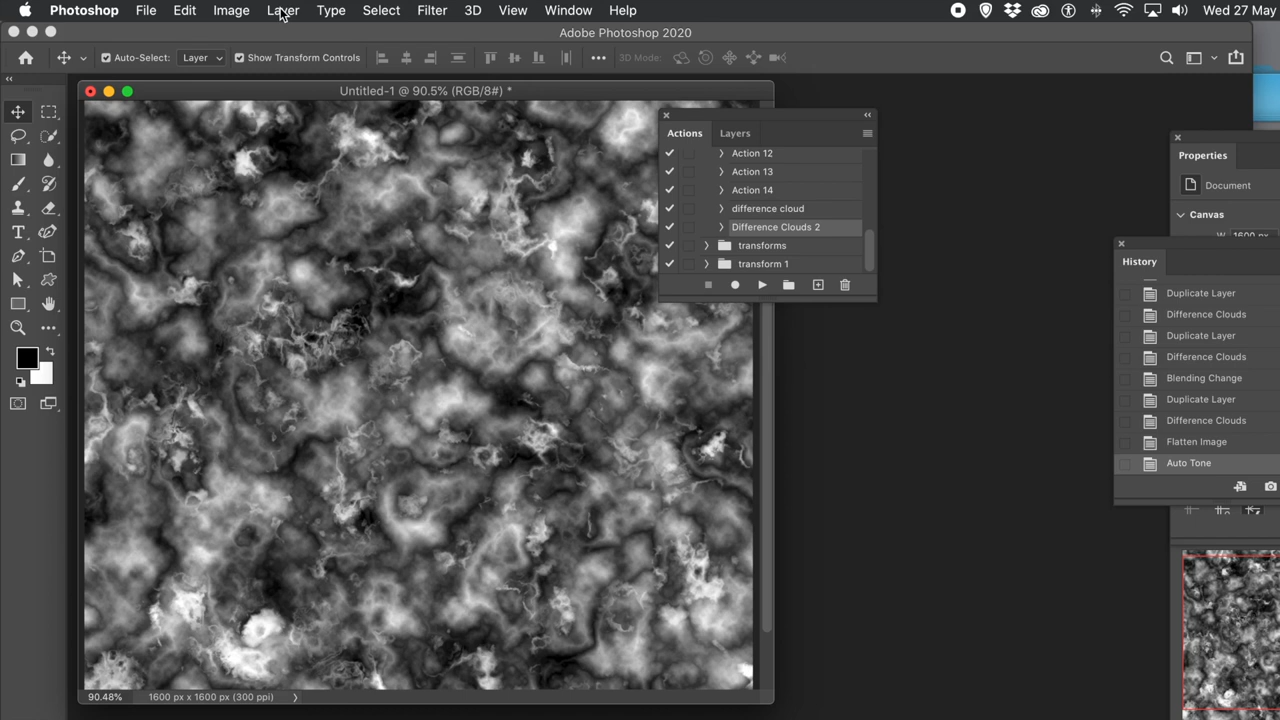 Photoshop File Edit Image Layer Type Select Filter 3D View Window Help Wed 27 May
Adobe Photoshop 2020
Auto-Select: Layer Show Transform Controls 3D Mode:
Untitled-1 @ 90.5% (RGB/8#) *
Actions Layers
Action 12
Action 13
Action 14
difference cloud
Difference Clouds 2
transforms
transform 1
Properties
Document
Canvas
W 1600 px
History
Duplicate Layer
Difference Clouds
Duplicate Layer
Difference Clouds
Blending Change
Duplicate Layer
Difference Clouds
Flatten Image
Auto Tone
90.48% 1600 px x 1600 px (300 ppi)